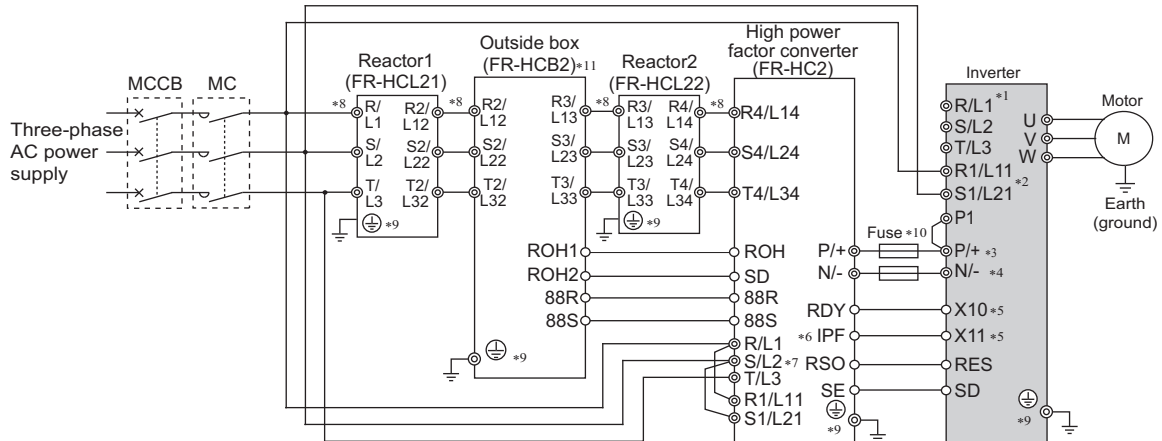 Three-phase
AC power
supply
MCCB
MC
Reactor1
(FR-HCL21)
*8
R/
L1
S/
L2
T/
L3
R2/
L12
S2/
L22
T2/
L32
*9
*8
Outside box
(FR-HCB2)*11
R2/
L12
S2/
L22
T2/
L32
R3/
L13
S3/
L23
T3/
L33
ROH1
ROH2
88R
88S
*9
*8
Reactor2
(FR-HCL22)
R3/
L13
S3/
L23
T3/
L33
R4/
L14
S4/
L24
T4/
L34
*9
*8
High power
factor converter
(FR-HC2)
R4/L14
S4/L24
T4/L34
ROH
SD
88R
88S
R/L1
S/L2 *7
T/L3
R1/L11
S1/L21
P/+
N/-
RDY
*6 IPF
RSO
SE
*9
Fuse *10
Inverter
R/L1 *1
S/L2
T/L3
R1/L11
*2
S1/L21
P1
P/+ *3
N/- *4
X10 *5
X11 *5
RES
SD
U
V
W
*9
Motor
M
Earth
(ground)